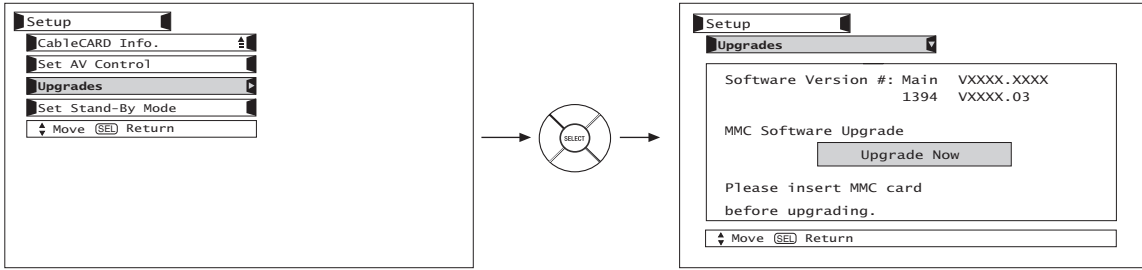 Setup
CableCARD Info.
Set AV Control
Upgrades
Set Stand-By Mode
Move SEL Return
SELECT
Setup
Upgrades
Software Version #: Main VXXXX.XXXX
1394 VXXXX.03
MMC Software Upgrade
Upgrade Now
Please insert MMC card
before upgrading.
Move SEL Return